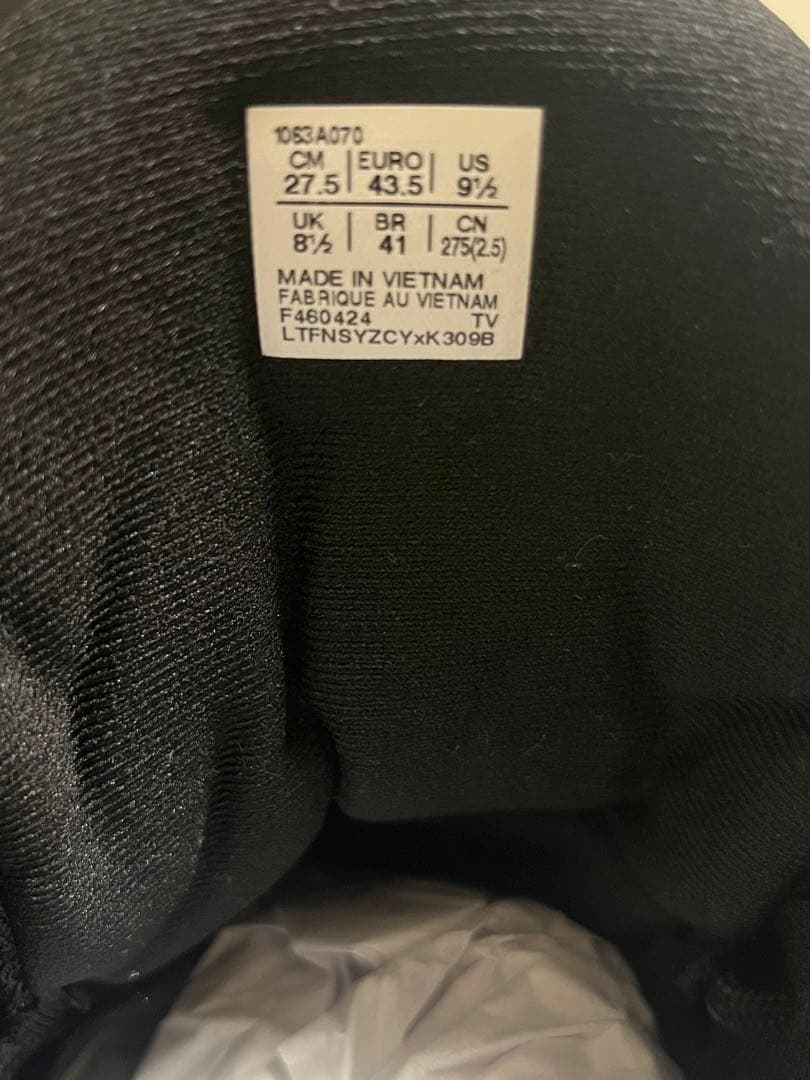 1063A070
CM | EURO | US
27.5 | 43.5 | 9½
UK | BR | CN
8½ | 41 | 275(2.5)
MADE IN VIETNAM
FABRIQUE AU VIETNAM
F460424 TV
LTFNSYZCYxK309B